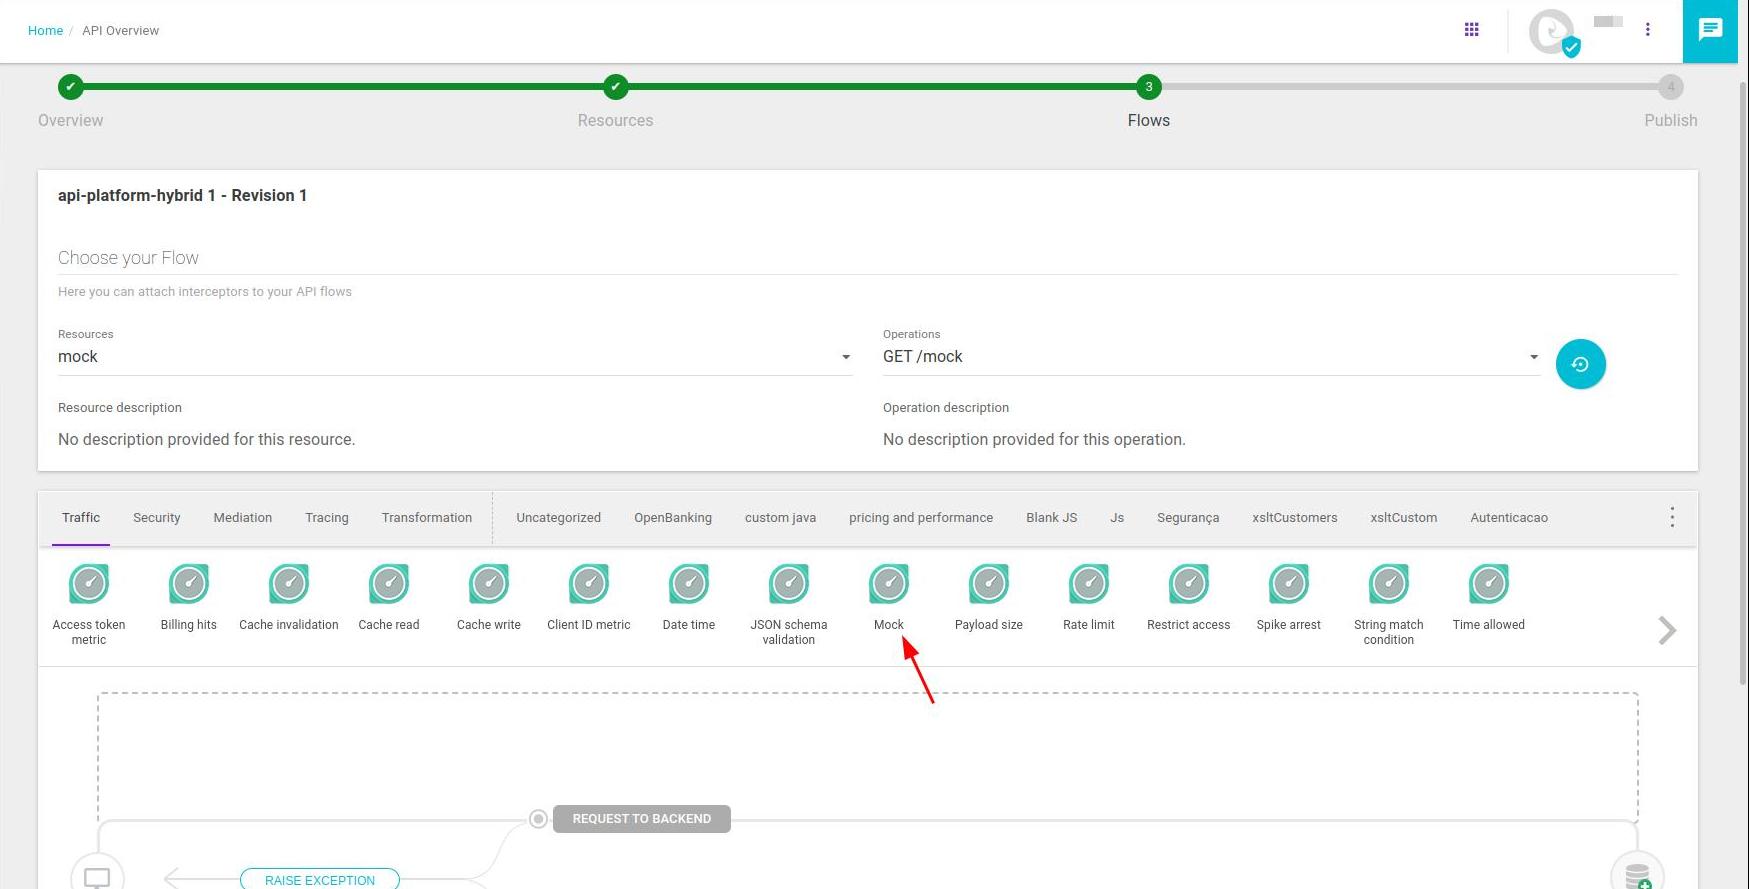 Home / API Overview
3
4
Overview
Resources
Flows
Publish
api-platform-hybrid 1 - Revision 1
Choose your Flow
Here you can attach interceptors to your API flows
Resources
mock
Operations
GET /mock
Resource description
No description provided for this resource.
Operation description
No description provided for this operation.
Traffic
Security
Mediation
Tracing
Transformation
Uncategorized
OpenBanking
custom java
pricing and performance
Blank JS
Js
Segurança
xsltCustomers
xsltCustom
Autenticacao
Access token
metric
Billing hits
Cache invalidation
Cache read
Cache write
Client ID metric
Date time
JSON schema
validation
Mock
Payload size
Rate limit
Restrict access
Spike arrest
String match
condition
Time allowed
REQUEST TO BACKEND
RAISE EXCEPTION